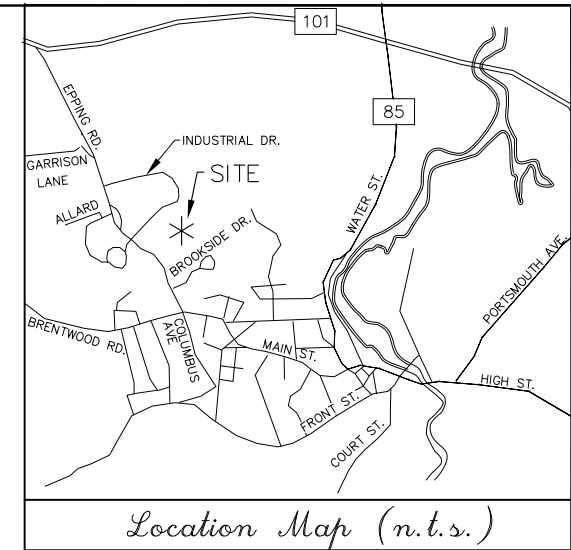 101
85
EPPING RD.
INDUSTRIAL DR.
GARRISON
LANE
SITE
WATER ST.
ALLARD
BROOKSIDE DR.
PORTSMOUTH AVE.
BRENTWOOD RD.
COLUMBUS
AVE
MAIN ST.
HIGH ST.
FRONT ST.
COURT ST.
Location Map (n.t.s.)